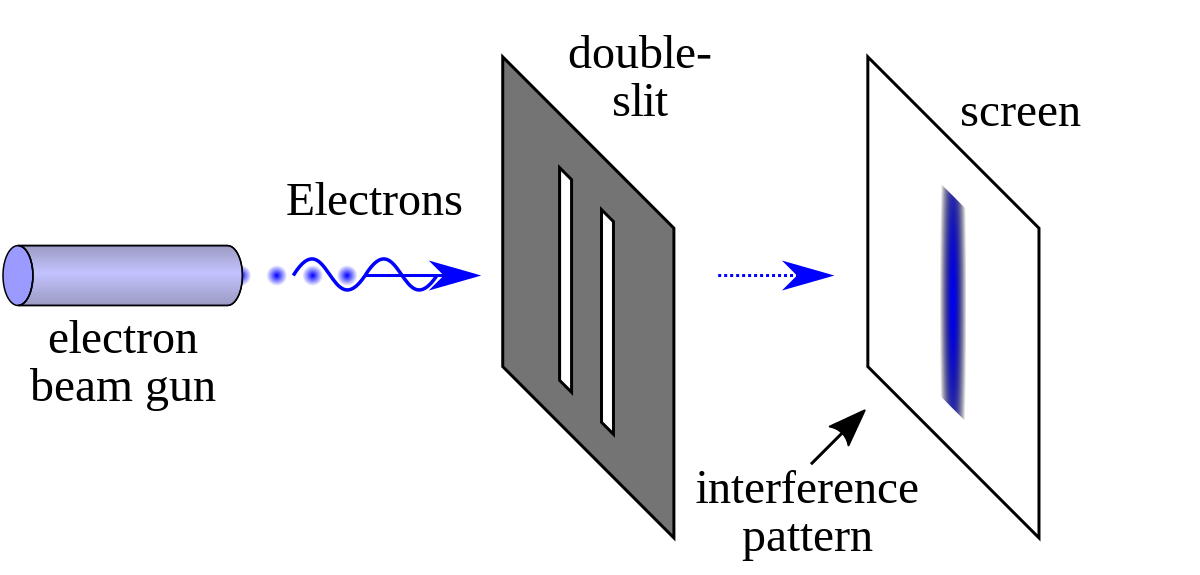 double-
slit
screen
Electrons
electron
beam gun
interference
pattern